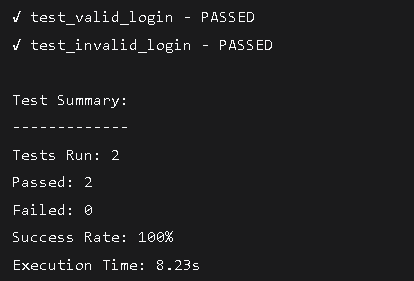 ✓ test_valid_login - PASSED
✓ test_invalid_login - PASSED
Test Summary:
-------------
Tests Run: 2
Passed: 2
Failed: 0
Success Rate: 100%
Execution Time: 8.23s